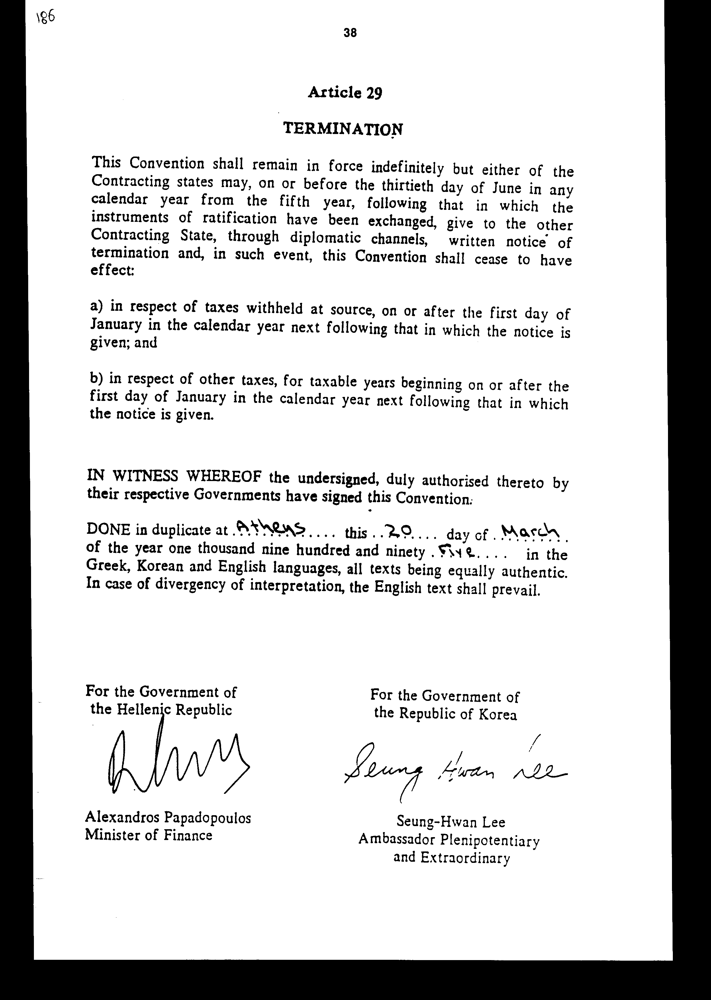 186
38
Article 29
TERMINATION
This Convention shall remain in force indefinitely but either of the
Contracting states may, on or before the thirtieth day of June in any
calendar year from the fifth year, following that in which the
instruments of ratification have been exchanged, give to the other
Contracting State, through diplomatic channels, written notice of
termination and, in such event, this Convention shall cease to have
effect:
a) in respect of taxes withheld at source, on or after the first day of
January in the calendar year next following that in which the notice is
given; and
b) in respect of other taxes, for taxable years beginning on or after the
first day of January in the calendar year next following that in which
the notice is given.
IN WITNESS WHEREOF the undersigned, duly authorised thereto by
their respective Governments have signed this Convention.
DONE in duplicate at .Athens..... this ..20.... day of .March.
of the year one thousand nine hundred and ninety .Five.... in the
Greek, Korean and English languages, all texts being equally authentic.
In case of divergency of interpretation, the English text shall prevail.
For the Government of
the Hellenic Republic
For the Government of
the Republic of Korea
Seung Hwan Lee
Alexandros Papadopoulos
Minister of Finance
Seung-Hwan Lee
Ambassador Plenipotentiary
and Extraordinary